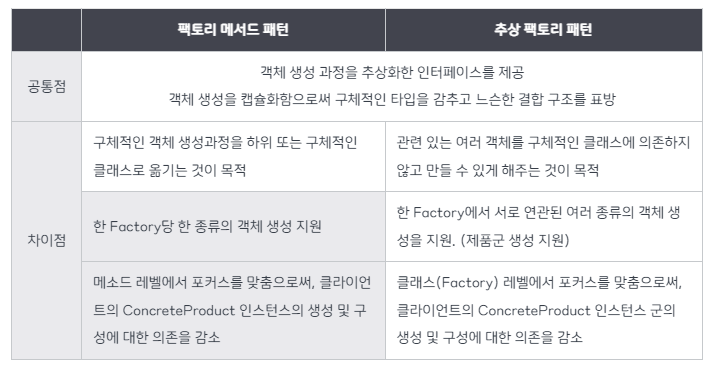 팩토리 메서드 패턴
추상 팩토리 패턴
공통점
객체 생성 과정을 추상화한 인터페이스를 제공
객체 생성을 캡슐화함으로써 구체적인 타입을 감추고 느슨한 결합 구조를 표방
차이점
구체적인 객체 생성과정을 하위 또는 구체적인
클래스로 옮기는 것이 목적
관련 있는 여러 객체를 구체적인 클래스에 의존하지
않고 만들 수 있게 해주는 것이 목적
한 Factory당 한 종류의 객체 생성 지원
한 Factory에서 서로 연관된 여러 종류의 객체 생
성을 지원. (제품군 생성 지원)
메소드 레벨에서 포커스를 맞춤으로써, 클라이언
트의 ConcreteProduct 인스턴스의 생성 및 구
성에 대한 의존을 감소
클래스(Factory) 레벨에서 포커스를 맞춤으로써,
클라이언트의 ConcreteProduct 인스턴스 군의
생성 및 구성에 대한 의존을 감소